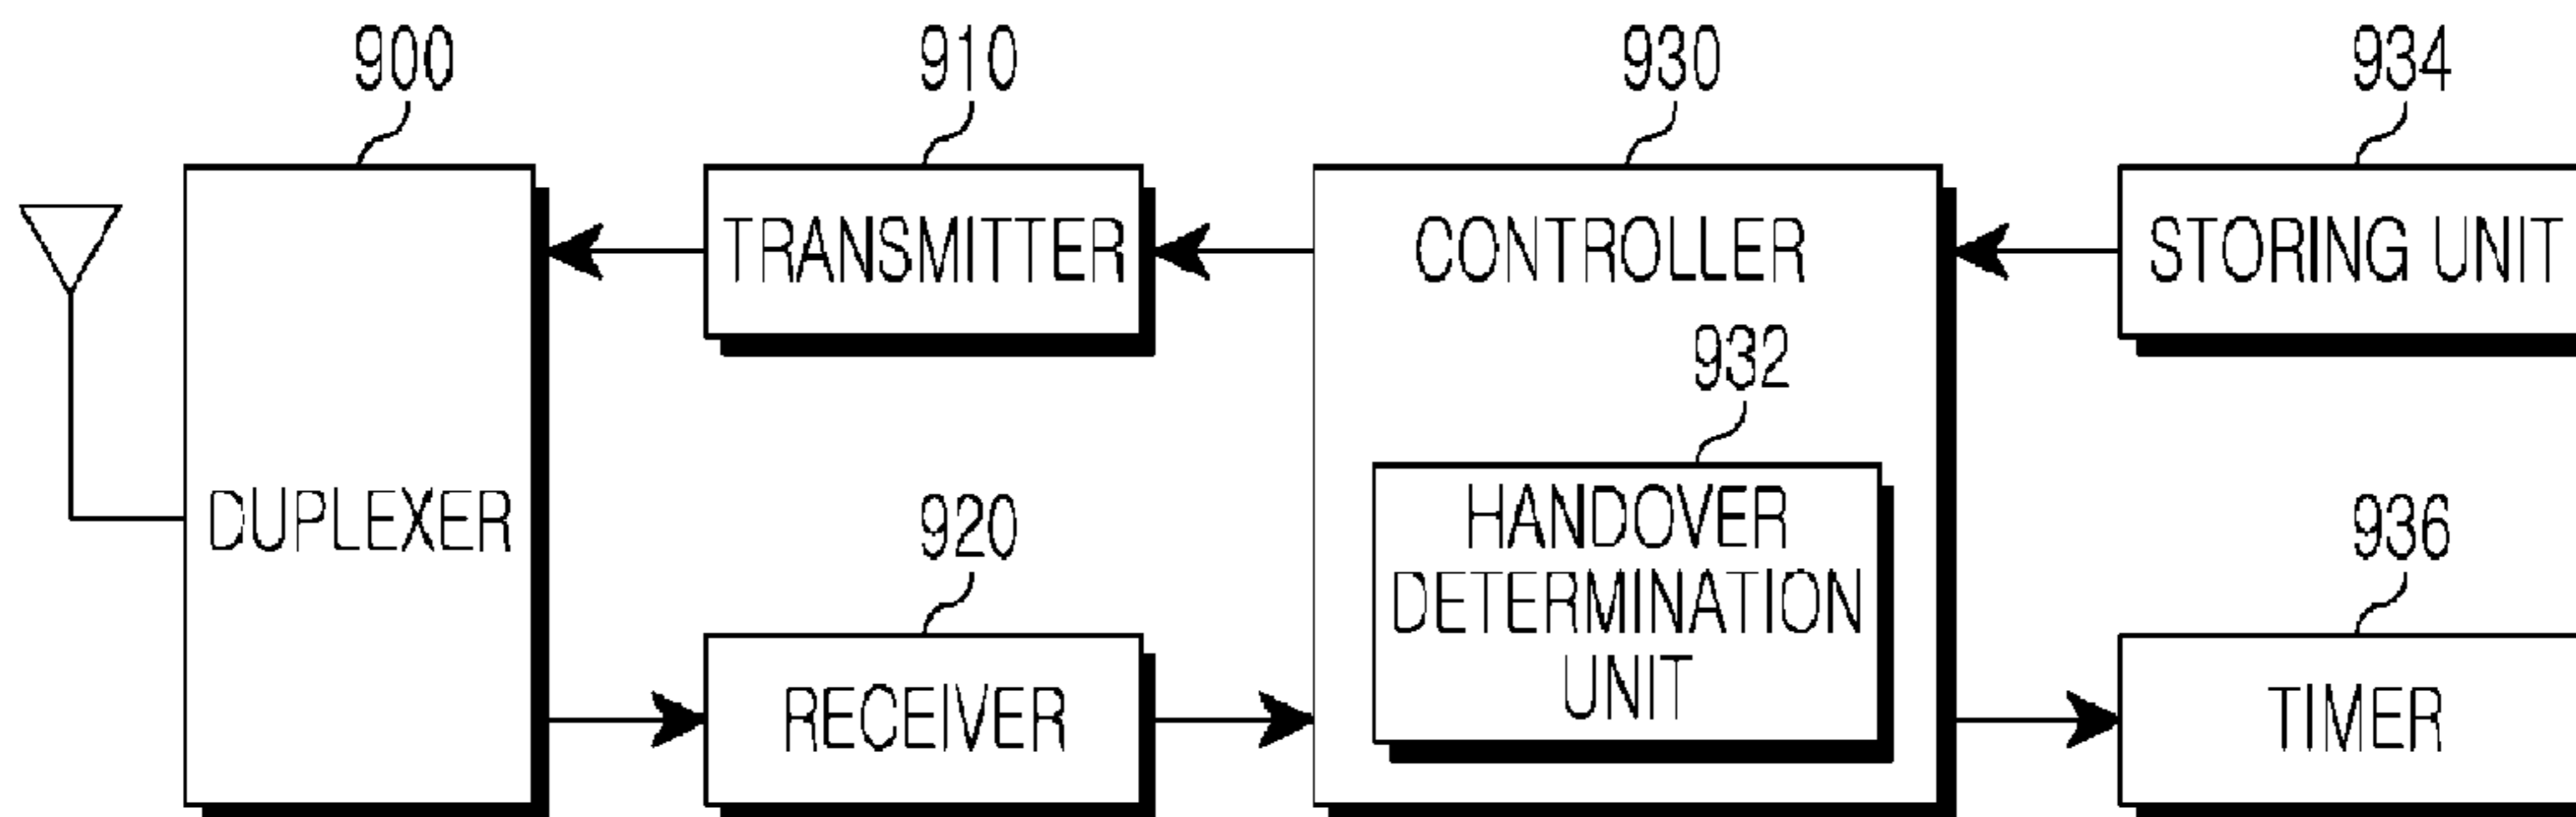 900
910
930
934
TRANSMITTER
CONTROLLER
STORING UNIT
932
DUPLEXER
920
HANDOVER
DETERMINATION
UNIT
936
RECEIVER
TIMER